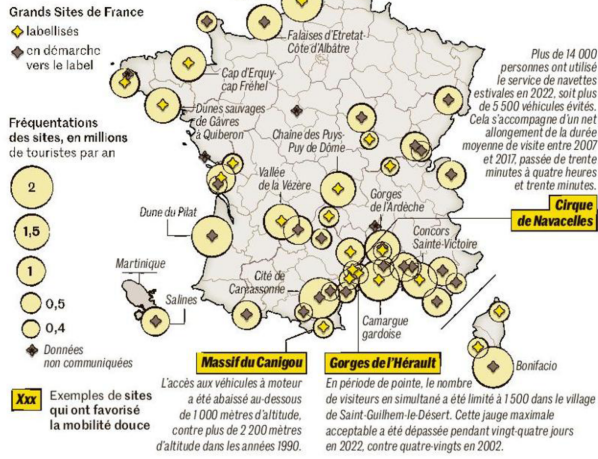 Grands Sites de France
labellisés
en démarche
vers le label
Fréquentations
des sites, en millions
de touristes par an
2
1,5
1
0,5
0,4
Données
non communiquées
Xxx
Exemples de sites
qui ont favorisé
la mobilité douce
Falaises d'Etretat-
Côte d'Albâtre
Cap d'Erquy-
cap Fréhel
Dunes sauvages
de Gâvres
à Quiberon
Chaîne des Puys-
Puy de Dôme
Vallée
de la Vézère
Dune du Pilat
Gorges
de l'Ardèche
Concors
Sainte-Victoire
Cité de
Carcassonne
Camargue
gardoise
Martinique
Salines
Bonifacio
Plus de 14 000
personnes ont utilisé
le service de navettes
estivales en 2022, soit plus
de 5 500 véhicules évités.
Cela s'accompagne d'un net
allongement de la durée
moyenne de visite entre 2007
et 2017, passée de trente
minutes à quatre heures
et trente minutes.
Cirque
de Navacelles
Massif du Canigou
L'accès aux véhicules à moteur
a été abaissé au-dessous
de 1 000 mètres d'altitude,
contre plus de 2 200 mètres
d'altitude dans les années 1990.
Gorges de l'Hérault
En période de pointe, le nombre
de visiteurs en simultané a été limité à 1 500 dans le village
de Saint-Guilhem-le-Désert. Cette jauge maximale
acceptable a été dépassée pendant vingt-quatre jours
en 2022, contre quatre-vingts en 2002.